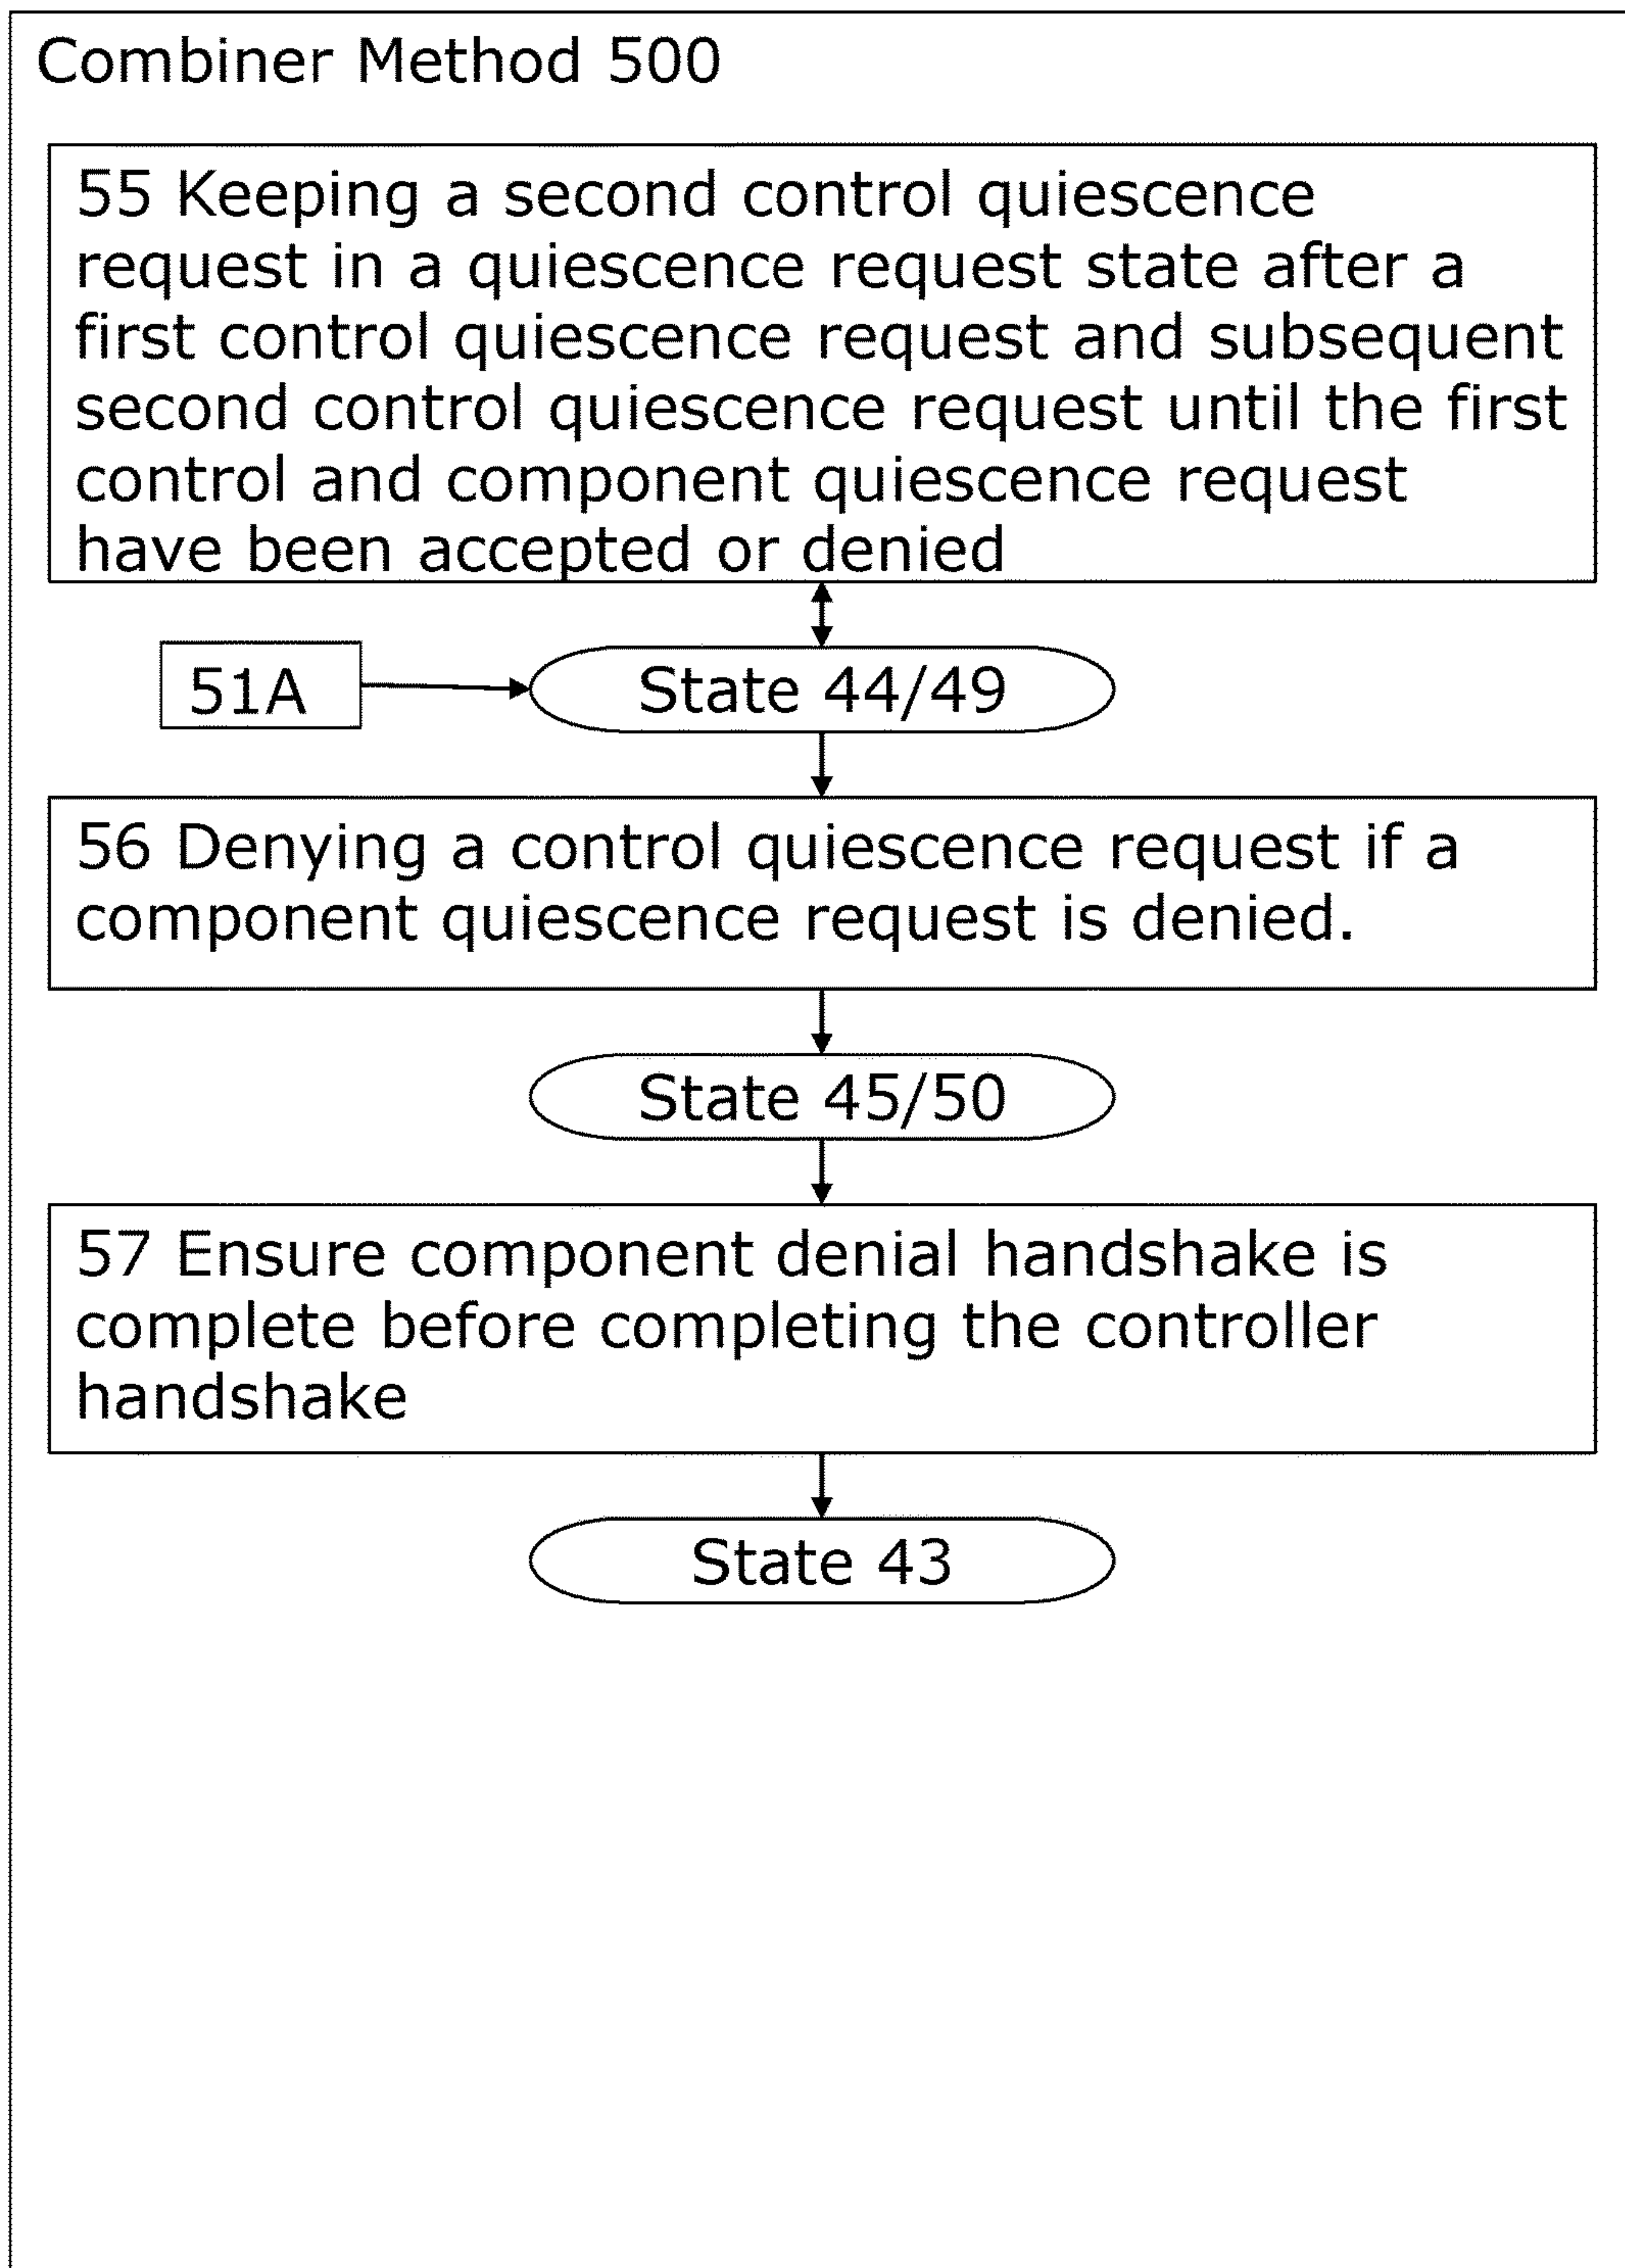 Combiner Method 500
55 Keeping a second control quiescence
request in a quiescence request state after a
first control quiescence request and subsequent
second control quiescence request until the first
control and component quiescence request
have been accepted or denied
51A
State 44/49
56 Denying a control quiescence request if a
component quiescence request is denied.
State 45/50
57 Ensure component denial handshake is
complete before completing the controller
handshake
State 43